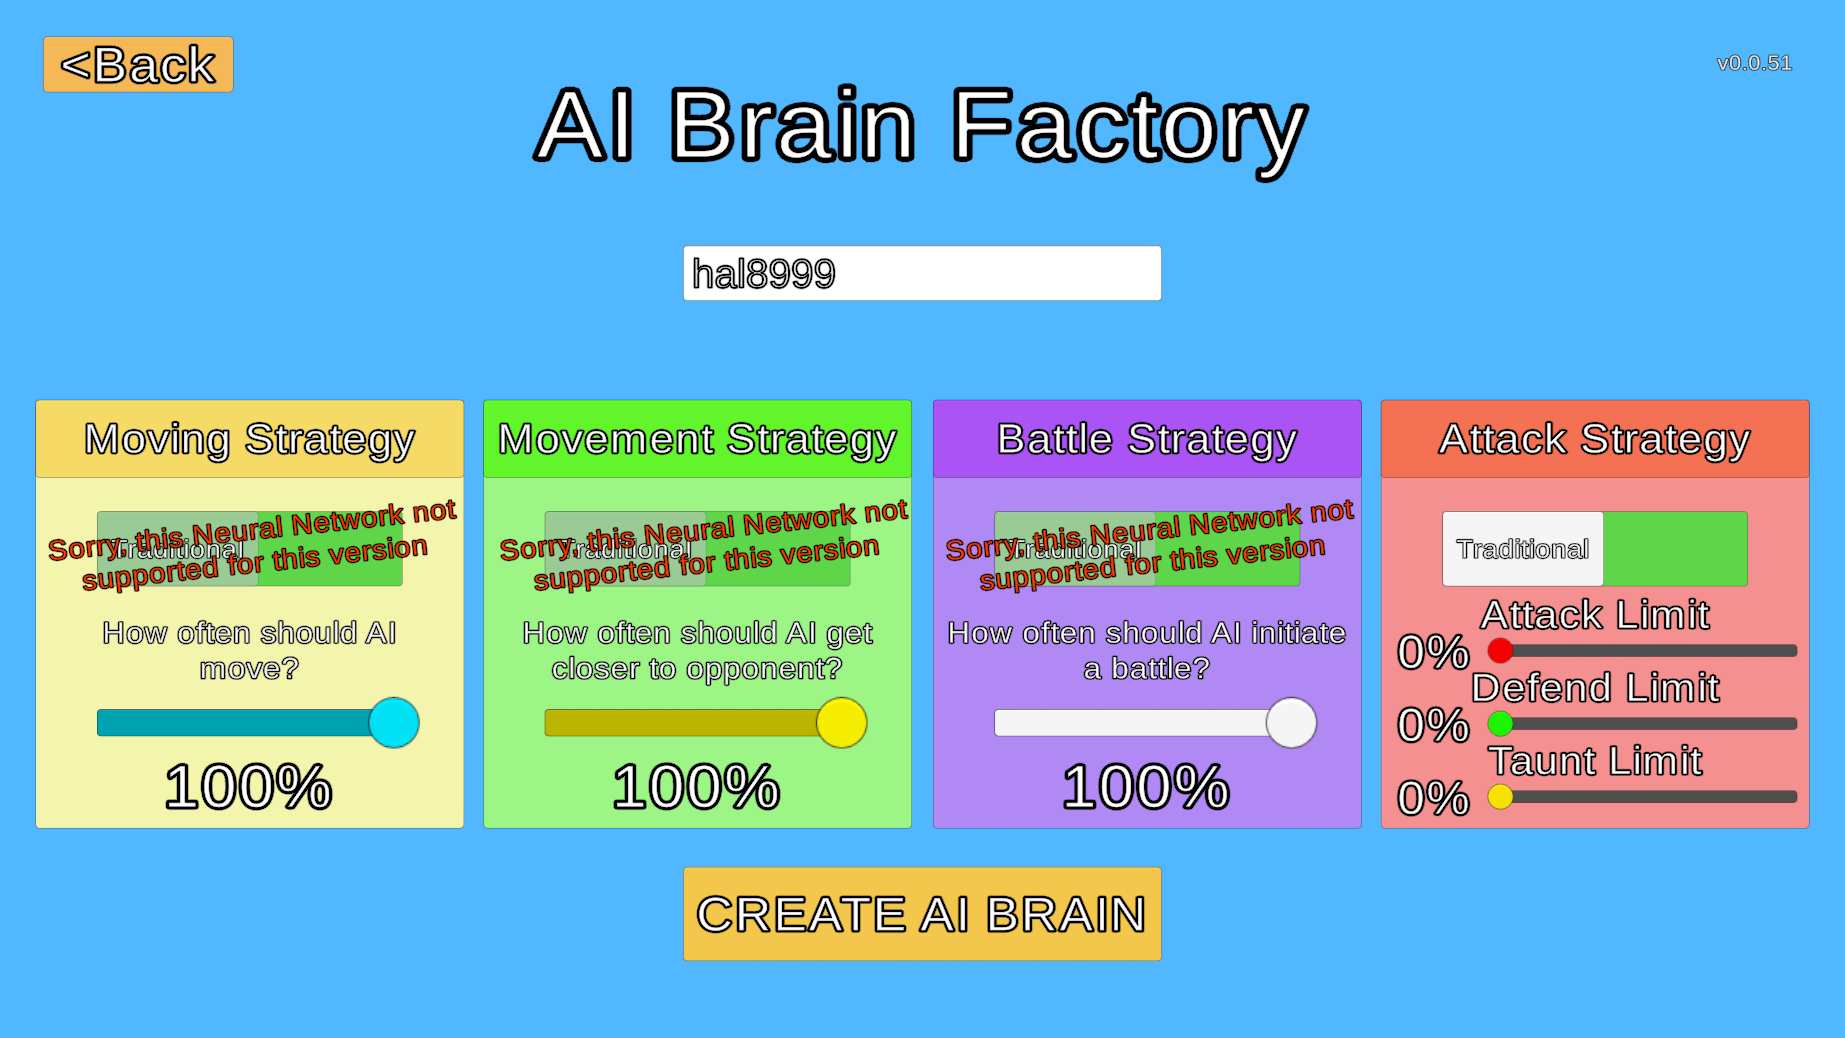 <Back
v0.0.51
AI Brain Factory
hal8999
Moving Strategy
Sorry, this Neural Network not
supported for this version
Traditional
How often should AI
move?
100%
Movement Strategy
Sorry, this Neural Network not
supported for this version
Traditional
How often should AI get
closer to opponent?
100%
Battle Strategy
Sorry, this Neural Network not
supported for this version
Traditional
How often should AI initiate
a battle?
100%
Attack Strategy
Traditional
Attack Limit
0%
Defend Limit
0%
Taunt Limit
0%
CREATE AI BRAIN